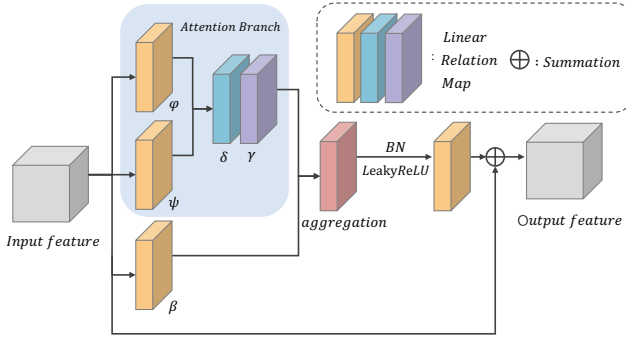 Attention Branch
φ
ψ
δ γ
β
Input feature
aggregation
BN
LeakyReLU
Output feature
: Linear
Relation
Map
: Summation